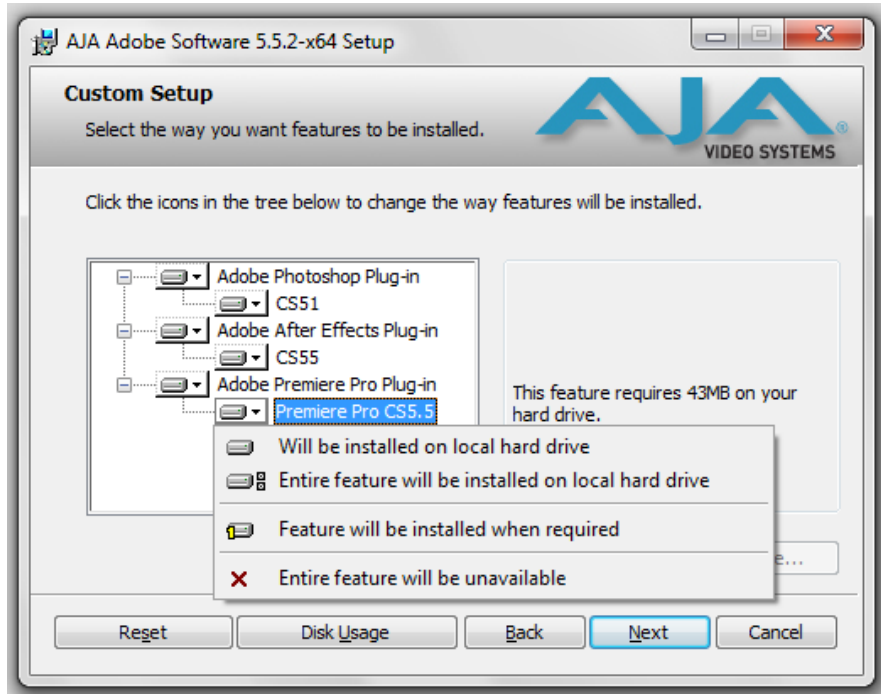 AJA Adobe Software 5.5.2-x64 Setup
Custom Setup
Select the way you want features to be installed.
AJA®
VIDEO SYSTEMS
Click the icons in the tree below to change the way features will be installed.
Adobe Photoshop Plug-in
CS51
Adobe After Effects Plug-in
CS55
Adobe Premiere Pro Plug-in
Premiere Pro CS5.5
This feature requires 43MB on your
hard drive.
Will be installed on local hard drive
Entire feature will be installed on local hard drive
Feature will be installed when required
Entire feature will be unavailable
Reset
Disk Usage
Back
Next
Cancel